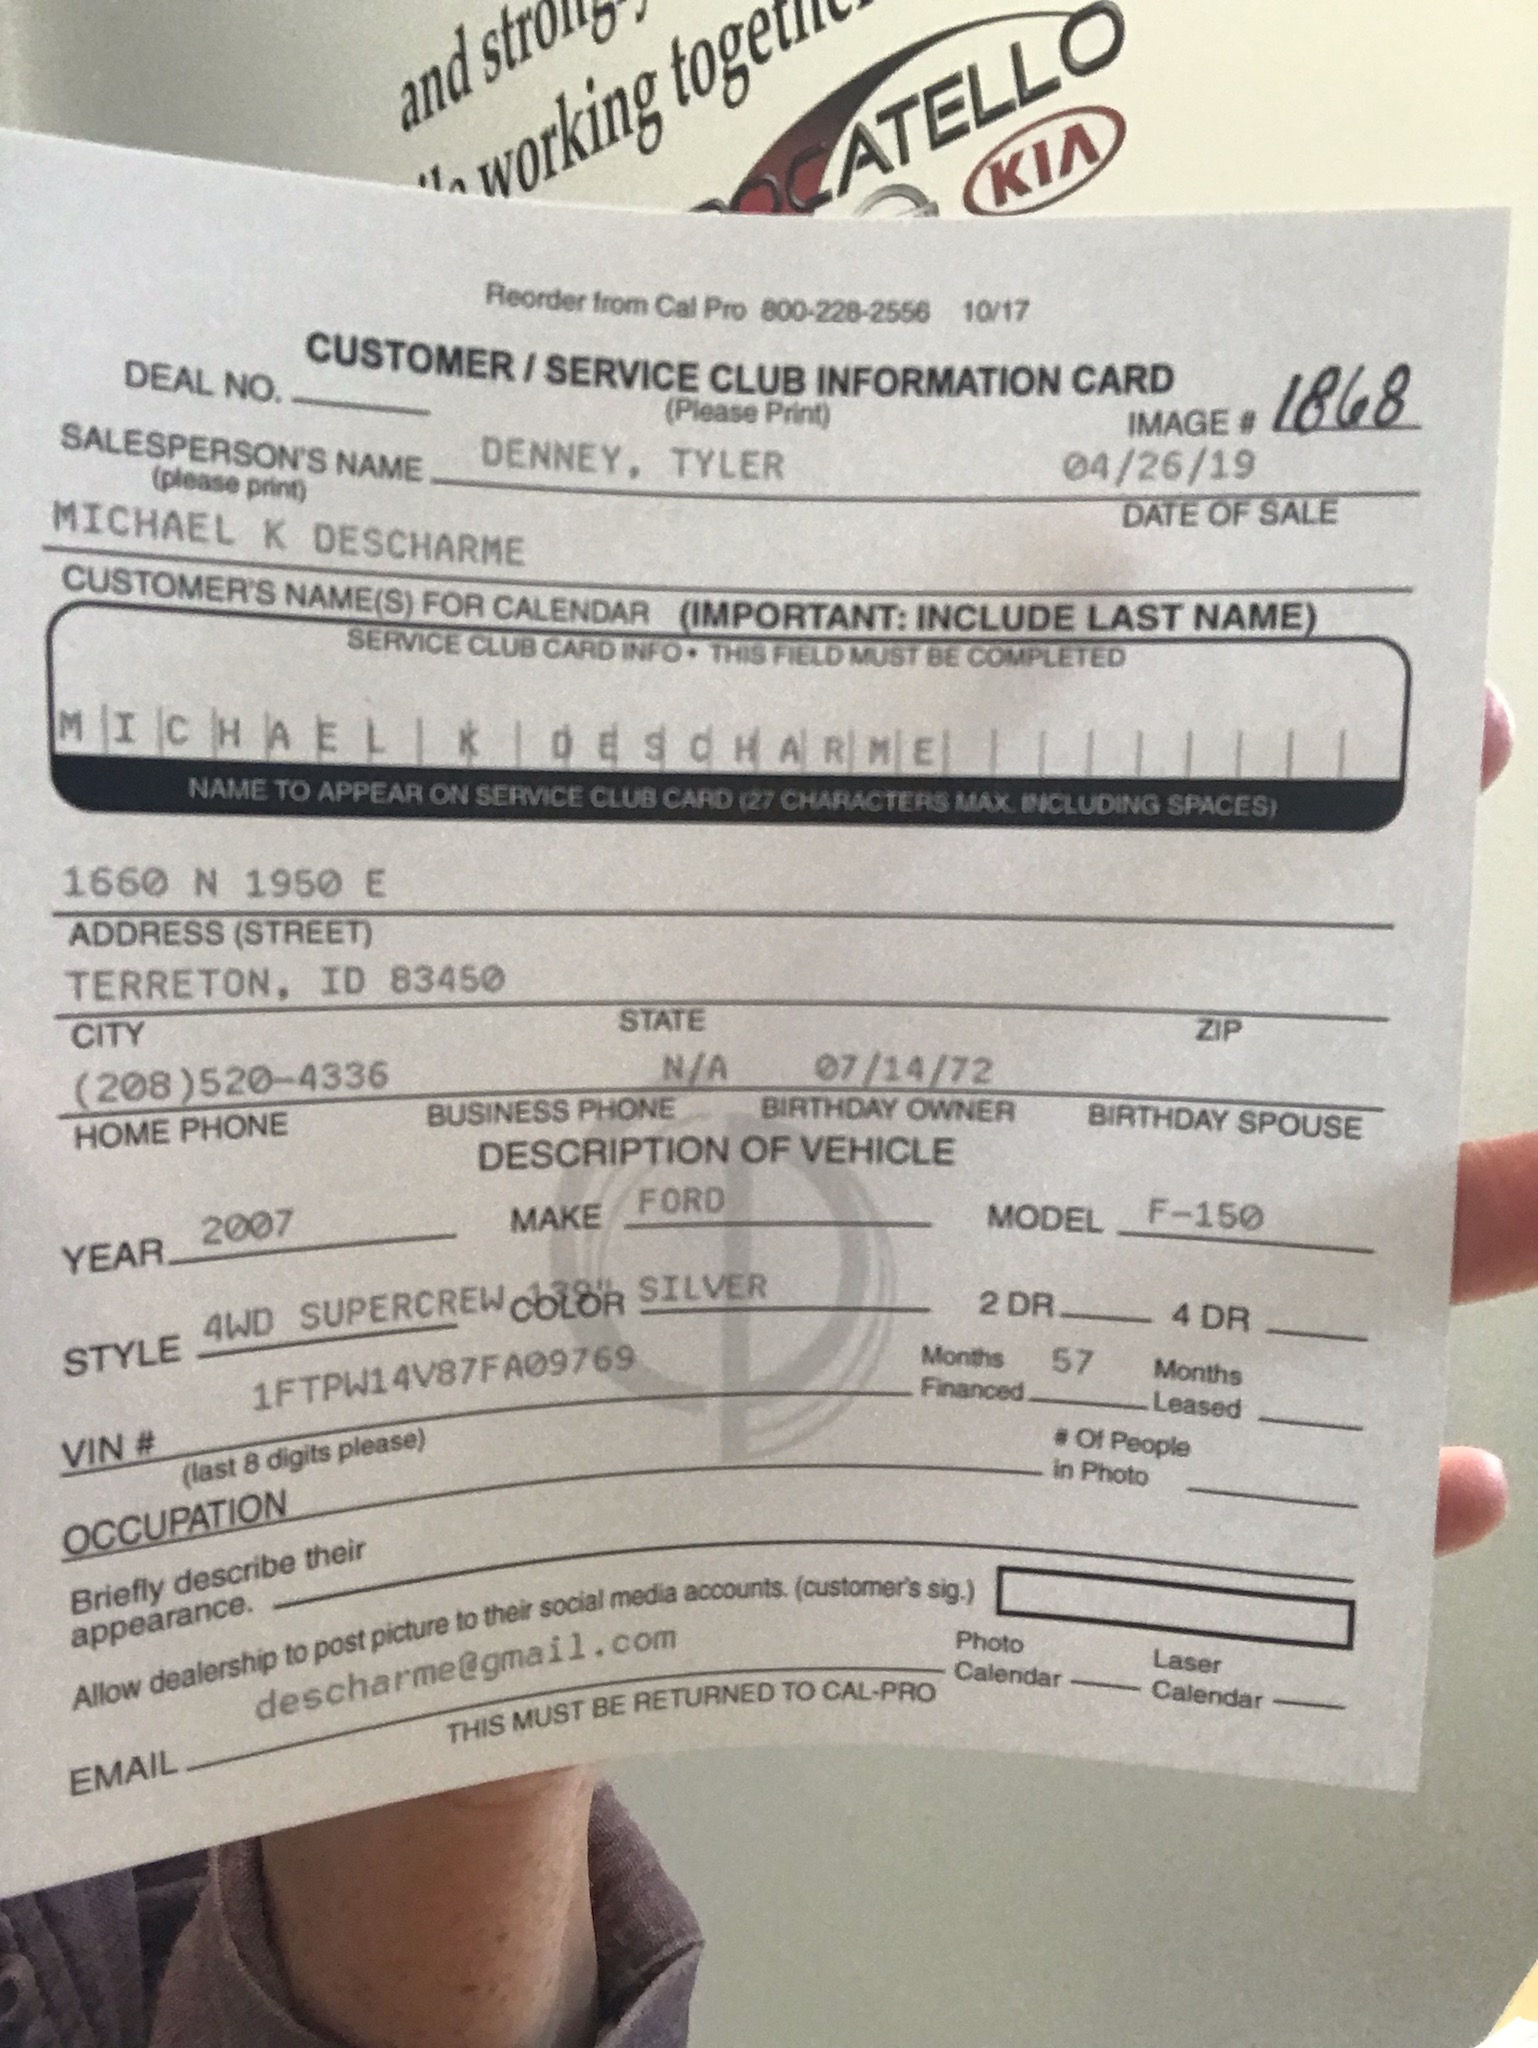 and strong
working together
POCATELLO
KIA
Reorder from Cal Pro 800-228-2556 10/17
CUSTOMER / SERVICE CLUB INFORMATION CARD
DEAL NO. (Please Print) IMAGE # 1868
SALESPERSON'S NAME DENNEY, TYLER 04/26/19
(please print) DATE OF SALE
MICHAEL K DESCHARME
CUSTOMER'S NAME(S) FOR CALENDAR (IMPORTANT: INCLUDE LAST NAME)
SERVICE CLUB CARD INFO • THIS FIELD MUST BE COMPLETED
MICHAEL K DESCHARME
NAME TO APPEAR ON SERVICE CLUB CARD (27 CHARACTERS MAX. INCLUDING SPACES)
1660 N 1950 E
ADDRESS (STREET)
TERRETON, ID 83450
CITY STATE ZIP
(208)520-4336 N/A 07/14/72
HOME PHONE BUSINESS PHONE BIRTHDAY OWNER BIRTHDAY SPOUSE
DESCRIPTION OF VEHICLE
YEAR 2007 MAKE FORD MODEL F-150
STYLE 4WD SUPERCREW 139" COLOR SILVER 2 DR 4 DR
VIN # 1FTPW14V87FA09769 Months Financed 57 Months Leased
(last 8 digits please)
OCCUPATION # Of People in Photo
Briefly describe their
appearance.
Allow dealership to post picture to their social media accounts. (customer's sig.)
EMAIL descharme@gmail.com Photo Calendar Laser Calendar
THIS MUST BE RETURNED TO CAL-PRO